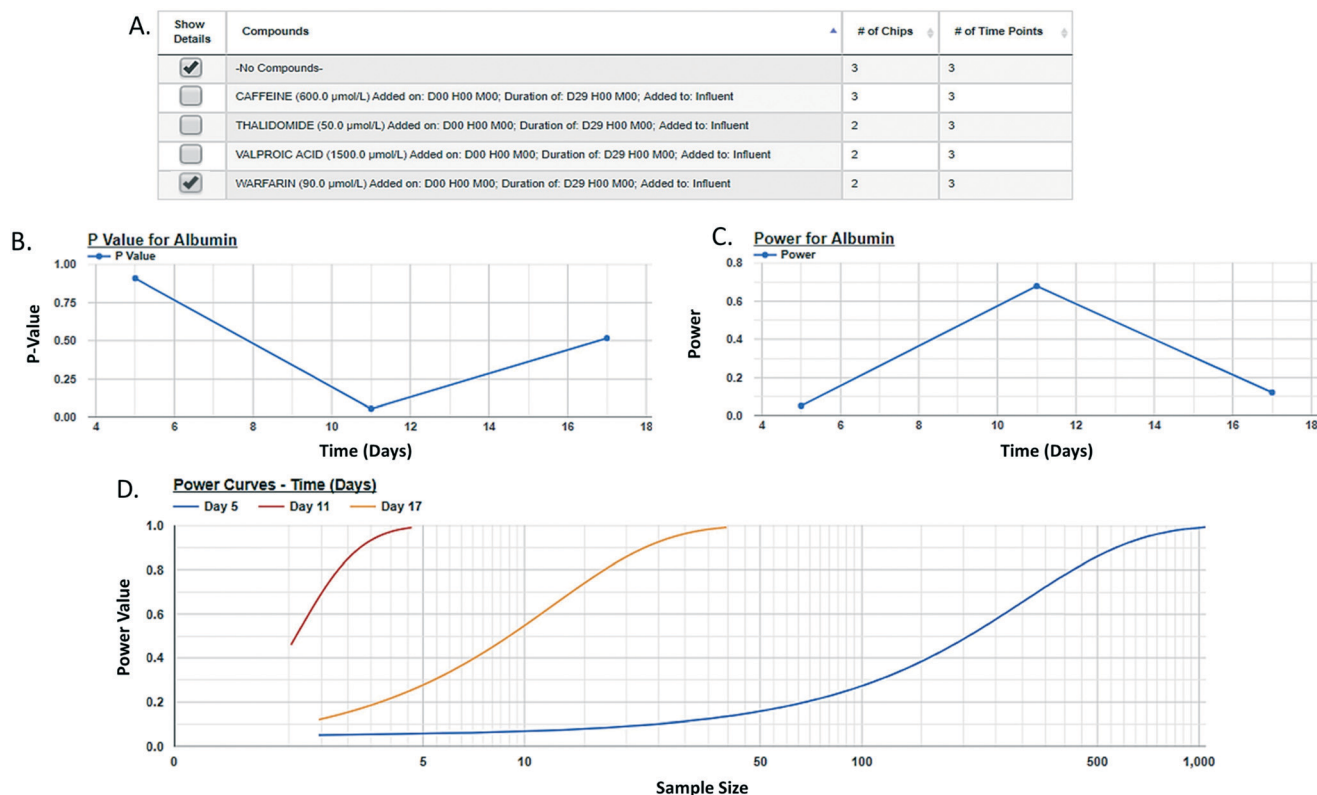 A.
Show Details Compounds # of Chips # of Time Points
-No Compounds- 3 3
CAFFEINE (600.0 µmol/L) Added on: D00 H00 M00; Duration of: D29 H00 M00; Added to: Influent 3 3
THALIDOMIDE (50.0 µmol/L) Added on: D00 H00 M00; Duration of: D29 H00 M00; Added to: Influent 2 3
VALPROIC ACID (1500.0 µmol/L) Added on: D00 H00 M00; Duration of: D29 H00 M00; Added to: Influent 2 3
WARFARIN (90.0 µmol/L) Added on: D00 H00 M00; Duration of: D29 H00 M00; Added to: Influent 2 3
B.
P Value for Albumin
P Value
1.00
0.75
0.50
0.25
0.00
P-Value
4 6 8 10 12 14 16 18
Time (Days)
C.
Power for Albumin
Power
0.8
0.6
0.4
0.2
0.0
Power
4 6 8 10 12 14 16 18
Time (Days)
D.
Power Curves - Time (Days)
Day 5 Day 11 Day 17
1.0
0.8
0.6
0.4
0.2
0.0
Power Value
0 5 10 50 100 500 1,000
Sample Size